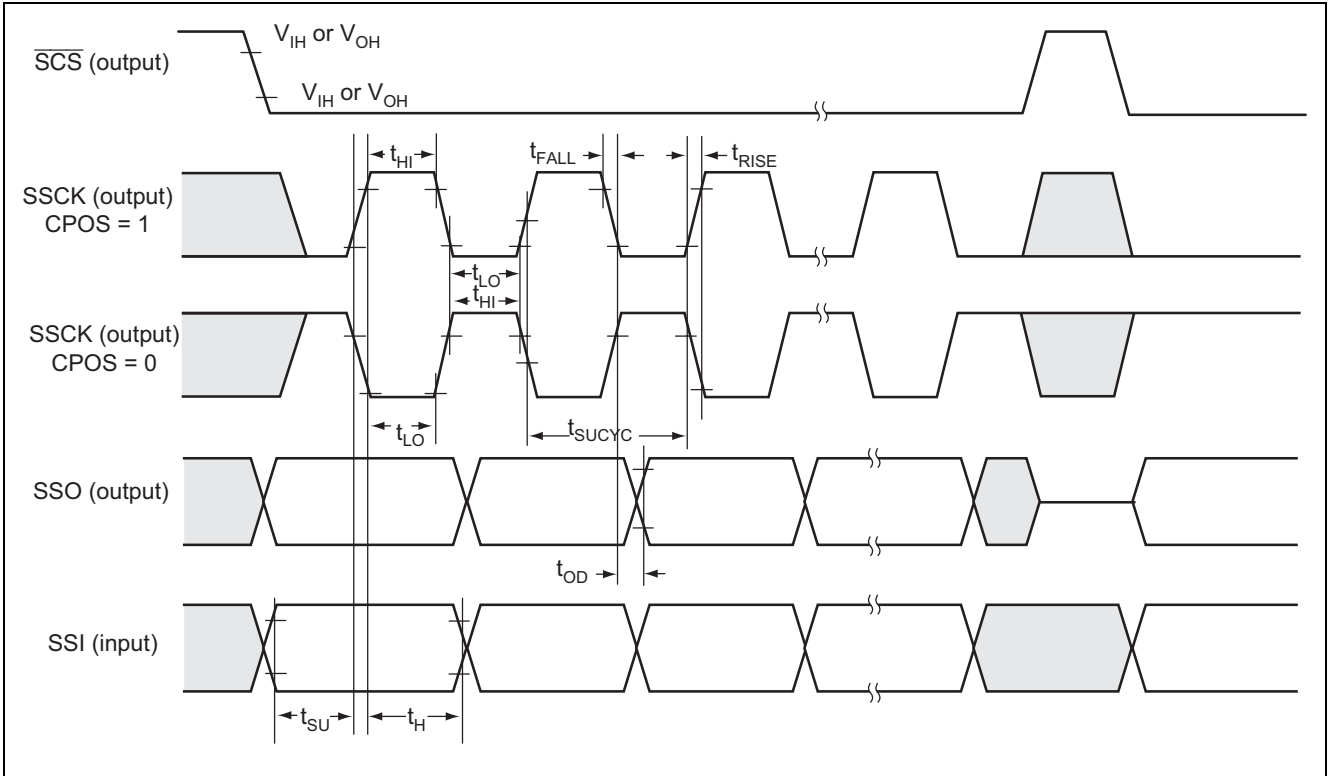 V_IH or V_OH
S̅C̅S̅ (output)
V_IH or V_OH
t_HI
t_FALL
t_RISE
SSCK (output)
CPOS = 1
t_LO
t_HI
SSCK (output)
CPOS = 0
t_LO
t_SUCYC
SSO (output)
t_OD
SSI (input)
t_SU
t_H